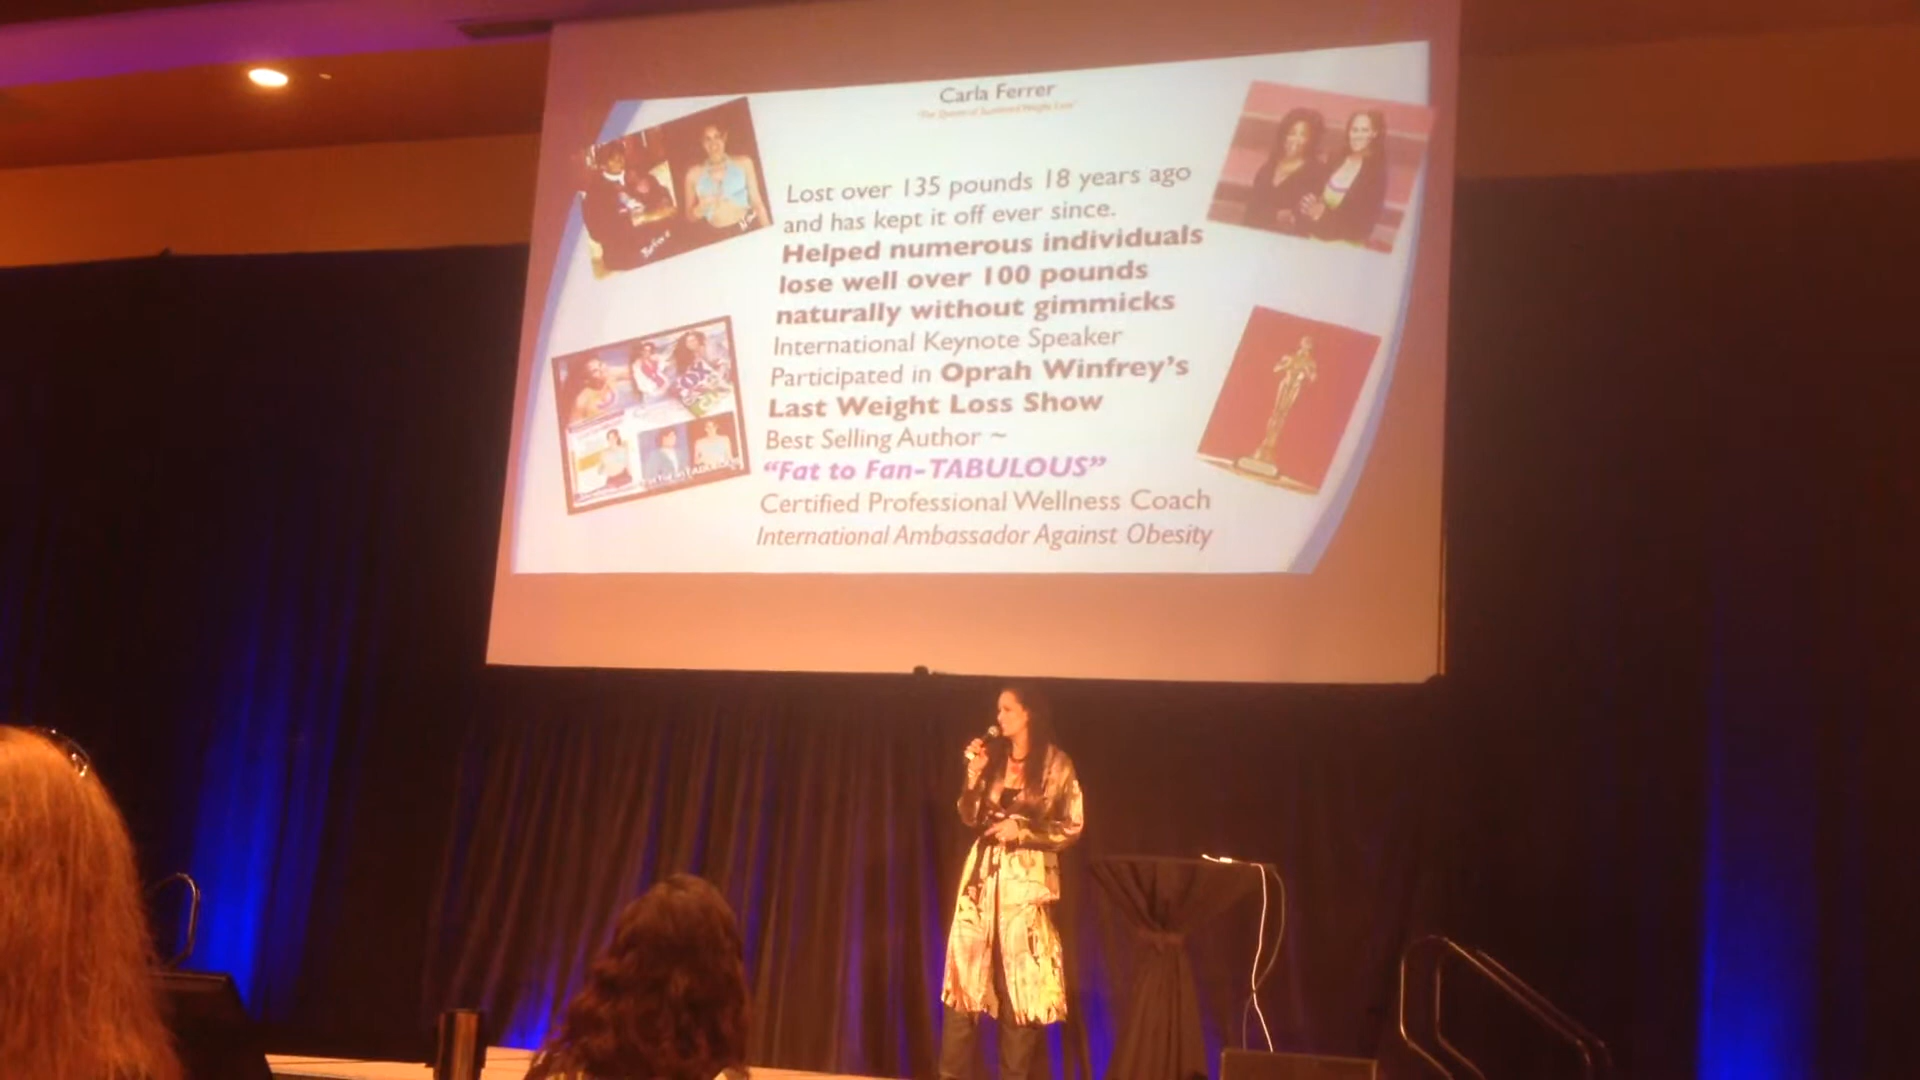 Carla Ferrer
Lost over 135 pounds 18 years ago
and has kept it off ever since.
Helped numerous individuals
lose well over 100 pounds
naturally without gimmicks
International Keynote Speaker
Participated in Oprah Winfrey's
Last Weight Loss Show
Best Selling Author ~
“Fat to Fan-TABULOUS”
Certified Professional Wellness Coach
International Ambassador Against Obesity
Before